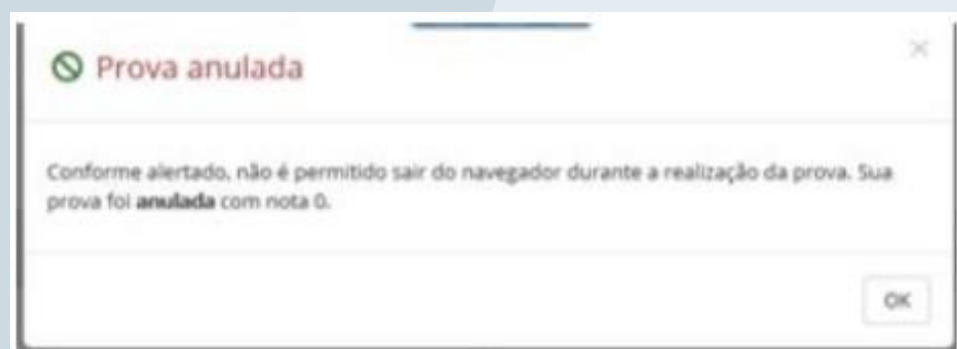 Prova anulada
Conforme alertado, não é permitido sair do navegador durante a realização da prova. Sua
prova foi anulada com nota 0.
OK